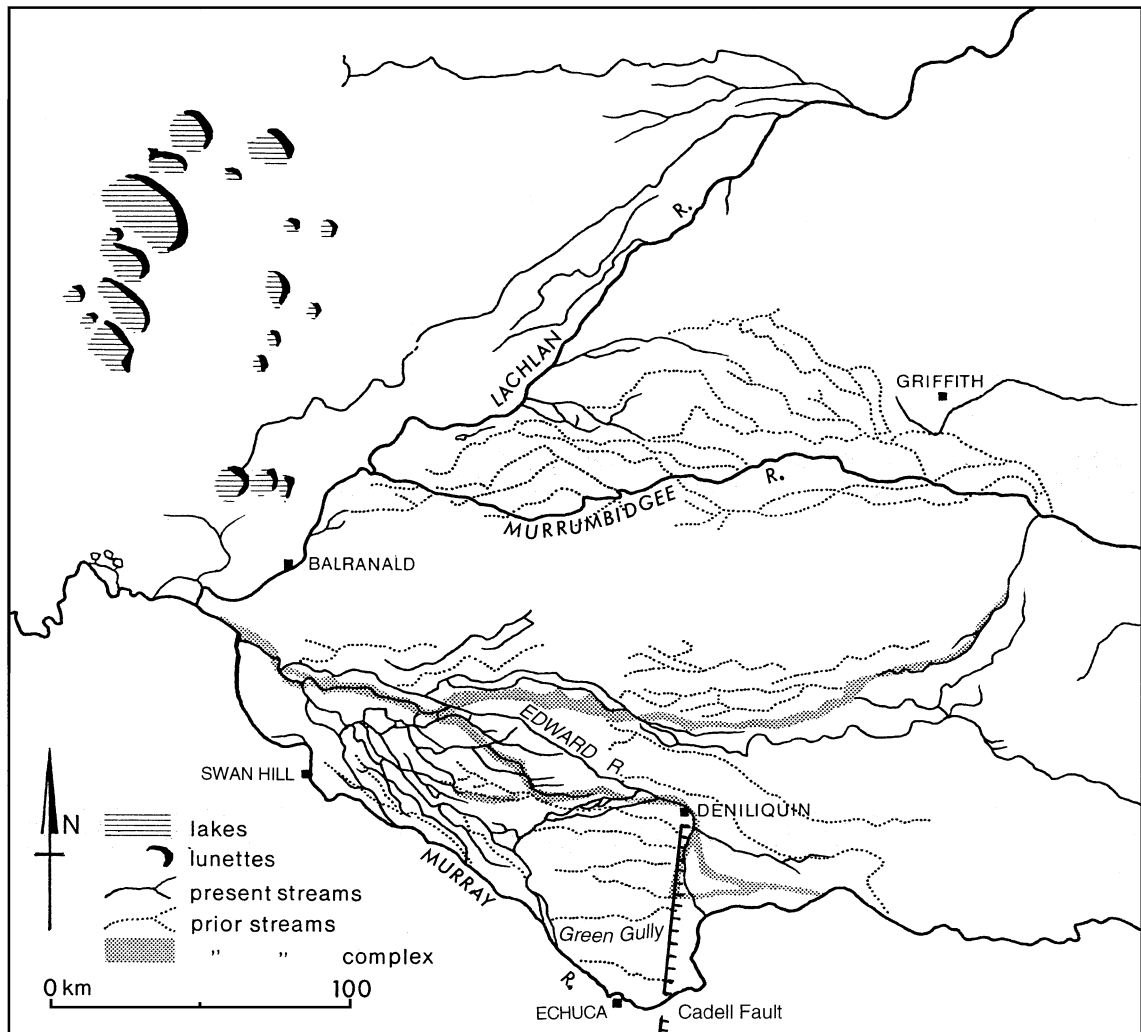 R.
LACHLAN
GRIFFITH
R.
MURRUMBIDGEE
BALRANALD
EDWARD R.
SWAN HILL
DENILIQUIN
N
lakes
lunettes
present streams
prior streams
" " complex
MURRAY
R.
Green Gully
0 km 100
ECHUCA
Cadell Fault